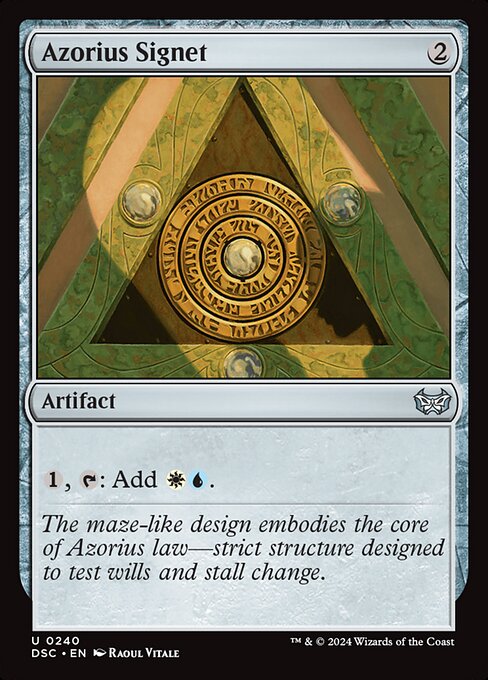 Azorius Signet 2
Artifact
1, : Add .
The maze-like design embodies the core
of Azorius law—strict structure designed
to test wills and stall change.
U 0240
DSC • EN Raoul Vitale
™ & © 2024 Wizards of the Coast